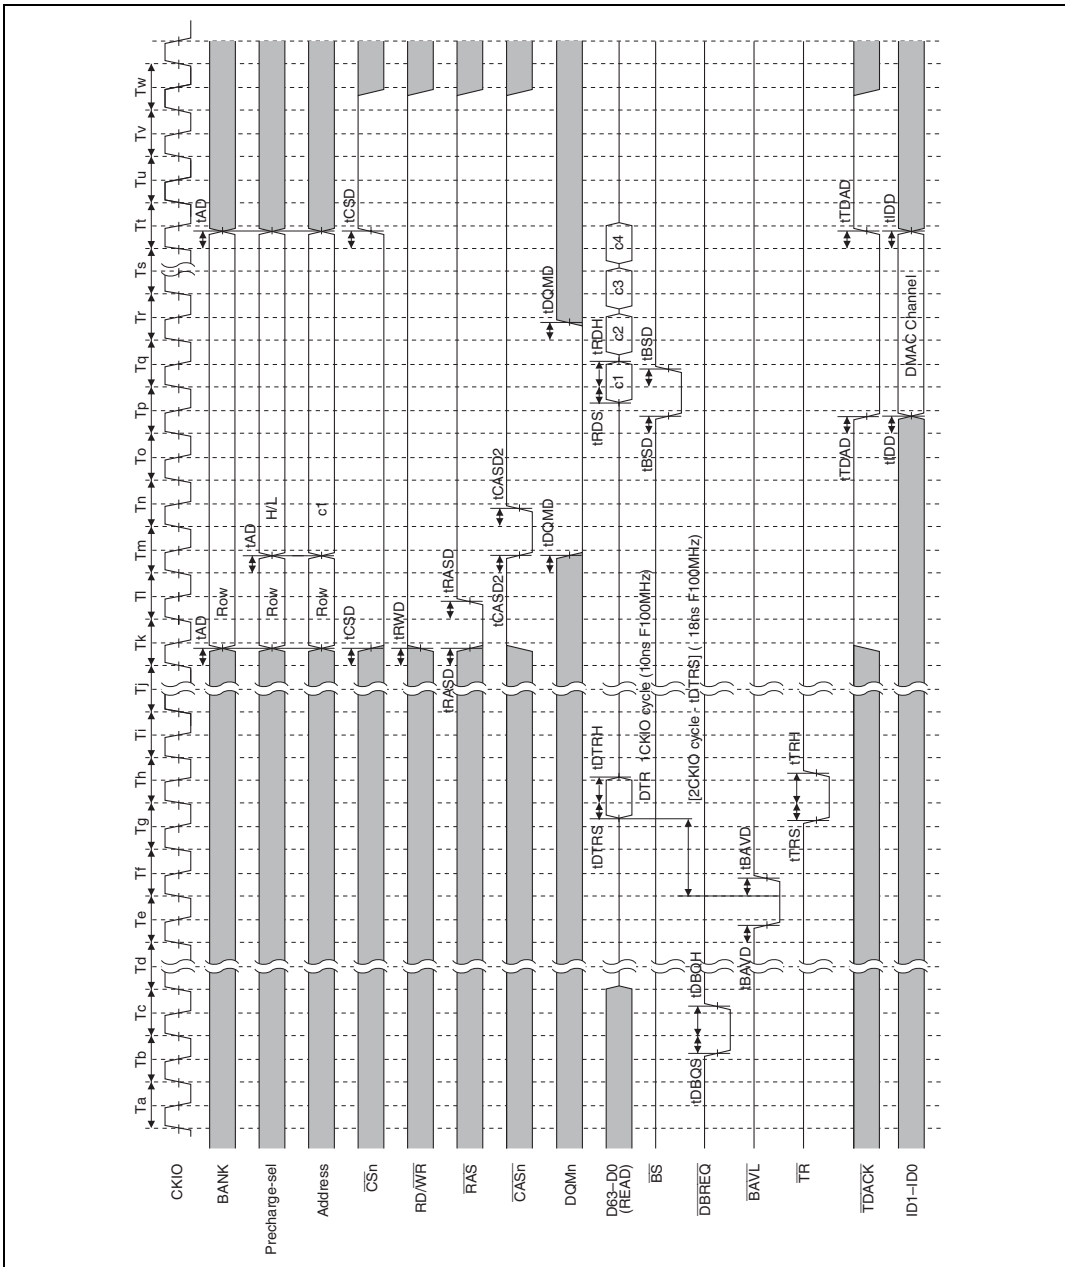 Ta Tb Tc Td Te Tf Tg Th Ti Tj Tk Tl Tm Tn To Tp Tq Tr Ts Tt Tu Tv Tw
CKIO
tAD tAD
BANK Row
tAD
Precharge-sel Row H/L
Address Row c1
tCSD tCSD
CSn
tRWD
RD/WR
tRASD tRASD
RAS
tCASD2 tCASD2
CASn
tDQMD tDQMD
DQMn
tDTRS tDTRH tRDS tRDH
D63–D0
(READ)
c1 c2 c3 c4
DTR 1CKIO cycle (10ns F100MHz)
tBSD tBSD
BS
[2CKIO cycle - tDTRS] ( 18ns F100MHz)
tDBQS tDBQH
DBREQ
tBAVD tBAVD
BAVL
tTRS tTRH
TR
tTDAD tTDAD
TDACK
tIDD tIDD
ID1–ID0 DMAC Channel